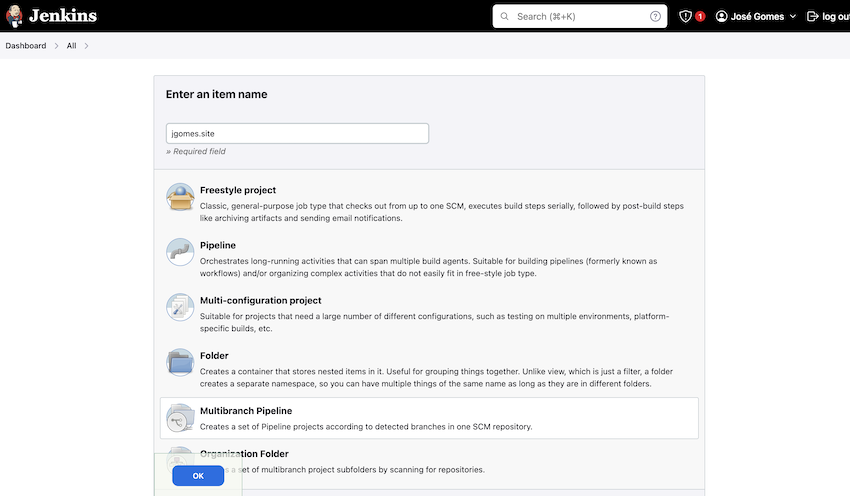 Jenkins
Search (⌘+K)
1
José Gomes
log out
Dashboard
All
Enter an item name
jgomes.site
» Required field
Freestyle project
Classic, general-purpose job type that checks out from up to one SCM, executes build steps serially, followed by post-build steps
like archiving artifacts and sending email notifications.
Pipeline
Orchestrates long-running activities that can span multiple build agents. Suitable for building pipelines (formerly known as
workflows) and/or organizing complex activities that do not easily fit in free-style job type.
Multi-configuration project
Suitable for projects that need a large number of different configurations, such as testing on multiple environments, platform-
specific builds, etc.
Folder
Creates a container that stores nested items in it. Useful for grouping things together. Unlike view, which is just a filter, a folder
creates a separate namespace, so you can have multiple things of the same name as long as they are in different folders.
Multibranch Pipeline
Creates a set of Pipeline projects according to detected branches in one SCM repository.
Organization Folder
a set of multibranch project subfolders by scanning for repositories.
OK